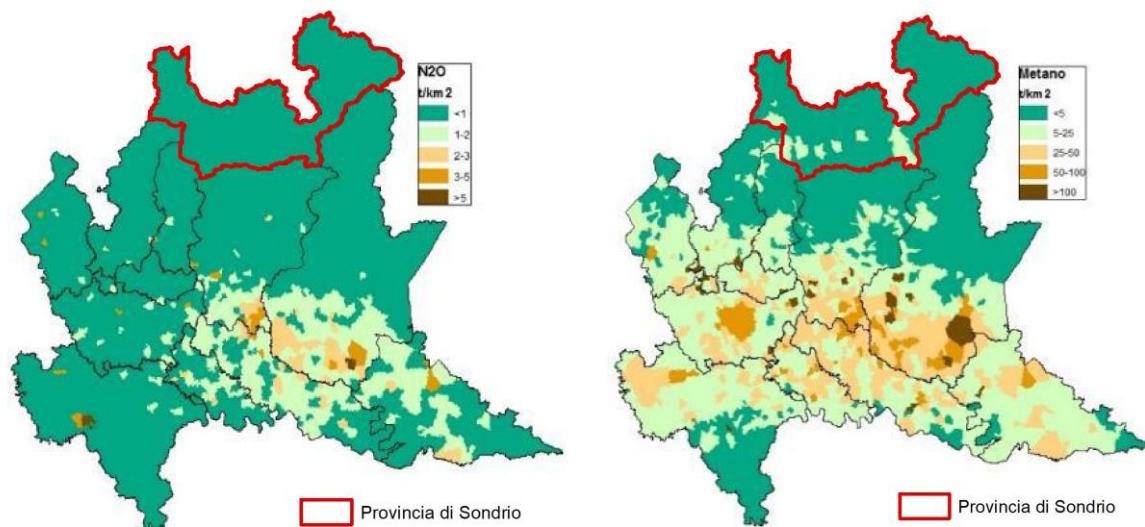 N2O
t/km 2
<1
1-2
2-3
3-5
>5
Provincia di Sondrio
Metano
t/km 2
<5
5-25
25-50
50-100
>100
Provincia di Sondrio